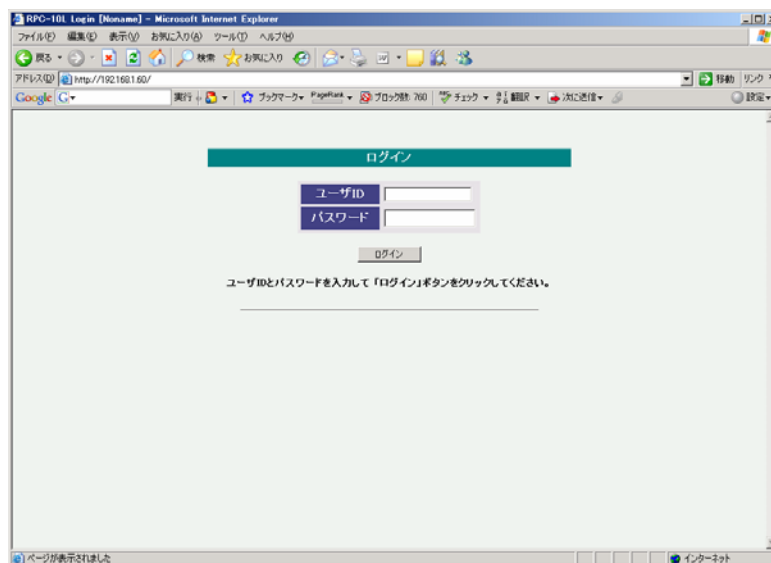 RPC-10L Login [Noname] - Microsoft Internet Explorer
ファイル(F) 編集(E) 表示(V) お気に入り(A) ツール(T) ヘルプ(H)
戻る 検索 お気に入り
アドレス(D) http://192.168.1.60/ 移動 リンク
Google 実行 ブックマーク PageRank ブロック数: 760 チェック 翻訳 次に送信 設定
ログイン
ユーザID
パスワード
ログイン
ユーザIDとパスワードを入力して「ログイン」ボタンをクリックしてください。
ページが表示されました インターネット